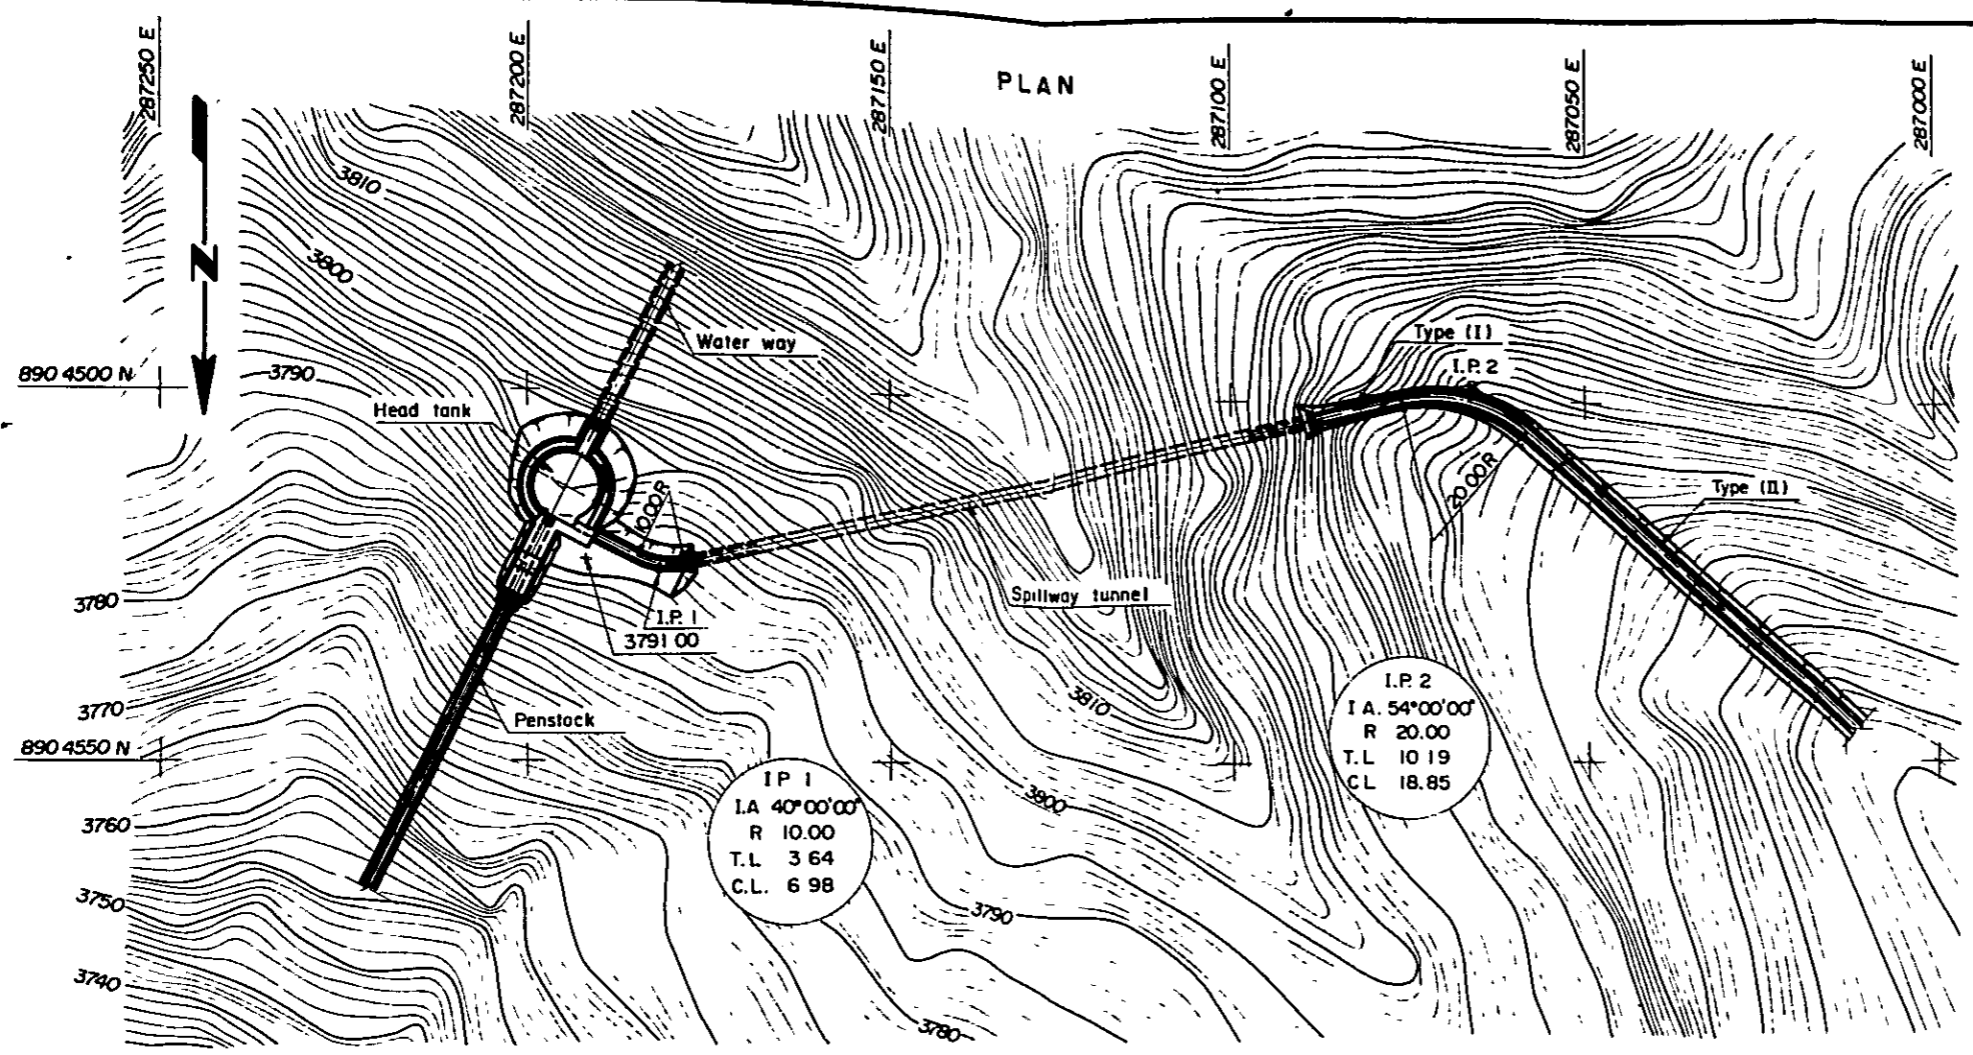 PLAN
287250 E
287200 E
287150 E
287100 E
287050 E
287000 E
N
3810
3800
3790
890 4500 N
Water way
Type (I)
I.P. 2
Head tank
10.00R
20.00R
Type (II)
3780
Spillway tunnel
I.P. 1
3791 00
3770
Penstock
3810
890 4550 N
I.P. 2
I A. 54°00'00"
R 20.00
T.L 10 19
C L 18.85
I P 1
I.A 40°00'00"
R 10.00
T.L 3 64
C.L. 6 98
3800
3760
3750
3790
3740
3780